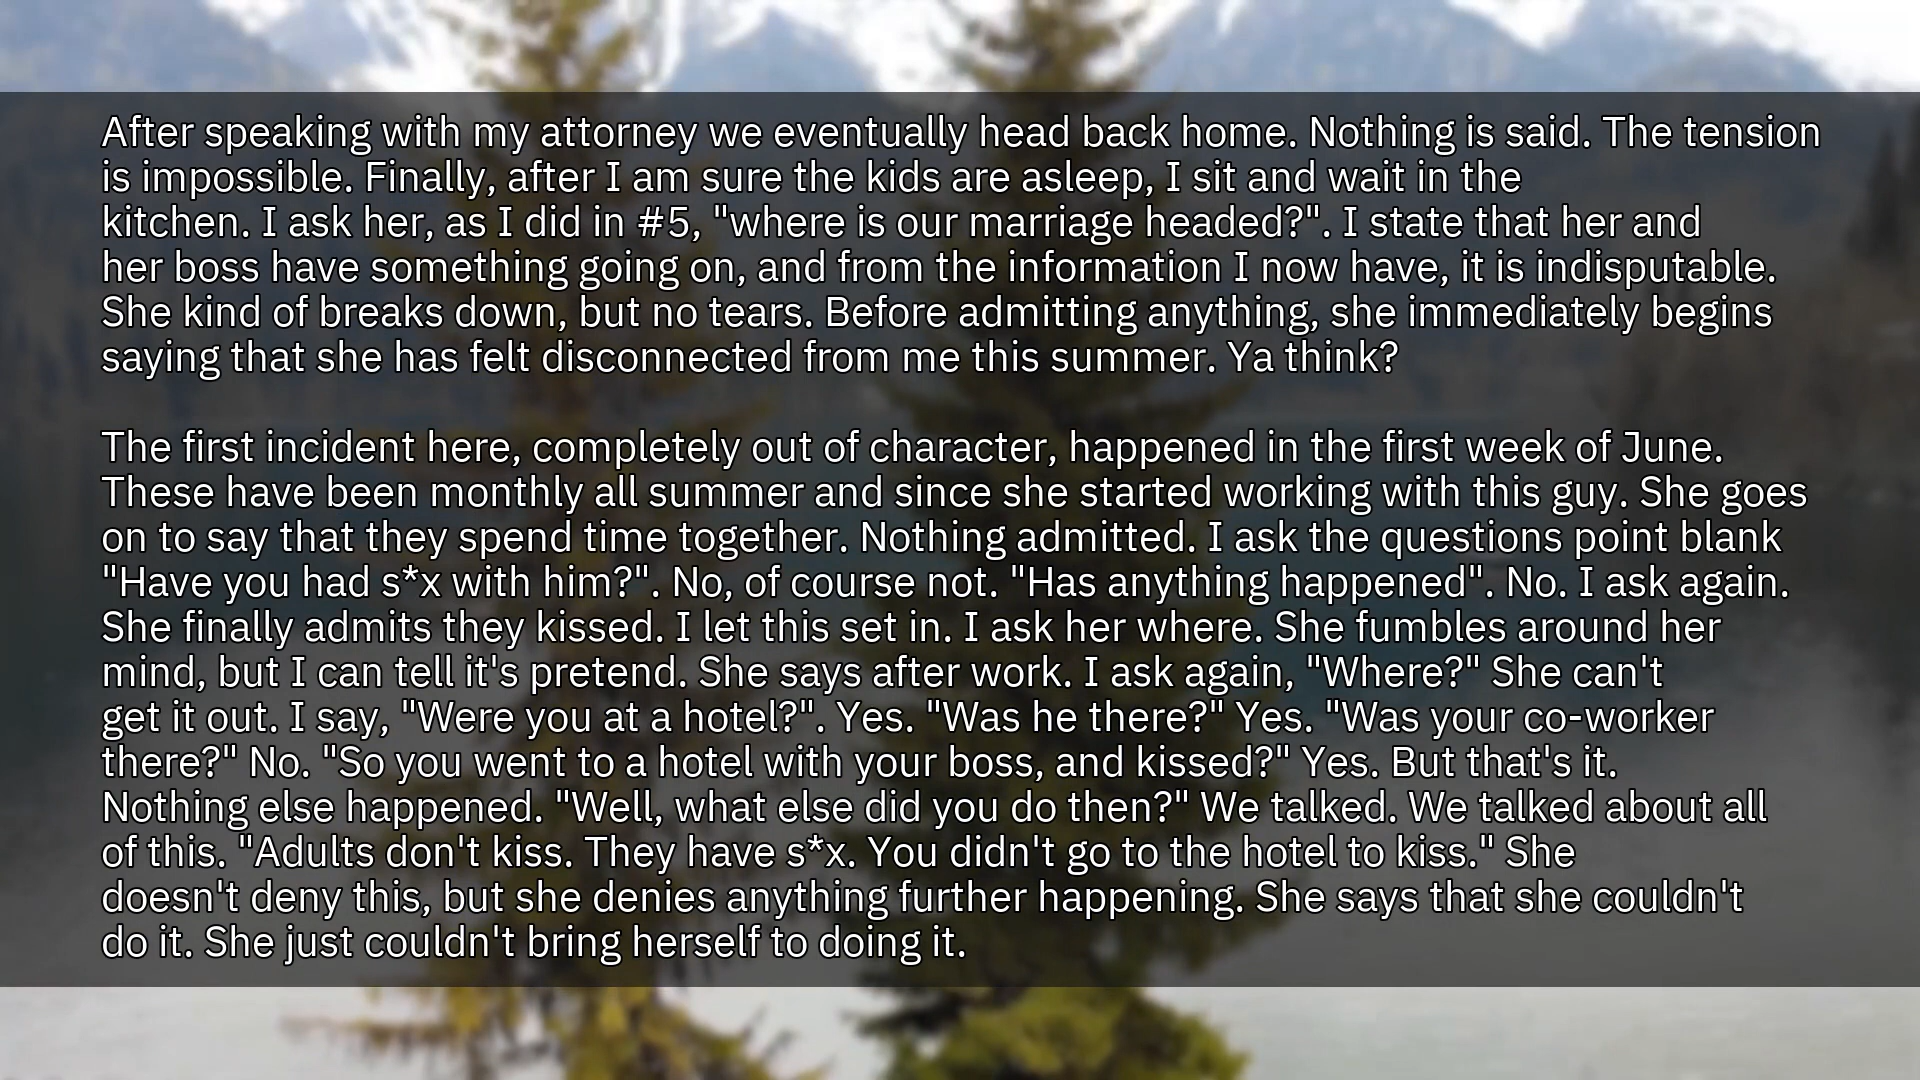 After speaking with my attorney we eventually head back home. Nothing is said. The tension
is impossible. Finally, after I am sure the kids are asleep, I sit and wait in the
kitchen. I ask her, as I did in #5, "where is our marriage headed?". I state that her and
her boss have something going on, and from the information I now have, it is indisputable.
She kind of breaks down, but no tears. Before admitting anything, she immediately begins
saying that she has felt disconnected from me this summer. Ya think?
The first incident here, completely out of character, happened in the first week of June.
These have been monthly all summer and since she started working with this guy. She goes
on to say that they spend time together. Nothing admitted. I ask the questions point blank
"Have you had s*x with him?". No, of course not. "Has anything happened". No. I ask again.
She finally admits they kissed. I let this set in. I ask her where. She fumbles around her
mind, but I can tell it's pretend. She says after work. I ask again, "Where?" She can't
get it out. I say, "Were you at a hotel?". Yes. "Was he there?" Yes. "Was your co-worker
there?" No. "So you went to a hotel with your boss, and kissed?" Yes. But that's it.
Nothing else happened. "Well, what else did you do then?" We talked. We talked about all
of this. "Adults don't kiss. They have s*x. You didn't go to the hotel to kiss." She
doesn't deny this, but she denies anything further happening. She says that she couldn't
do it. She just couldn't bring herself to doing it.